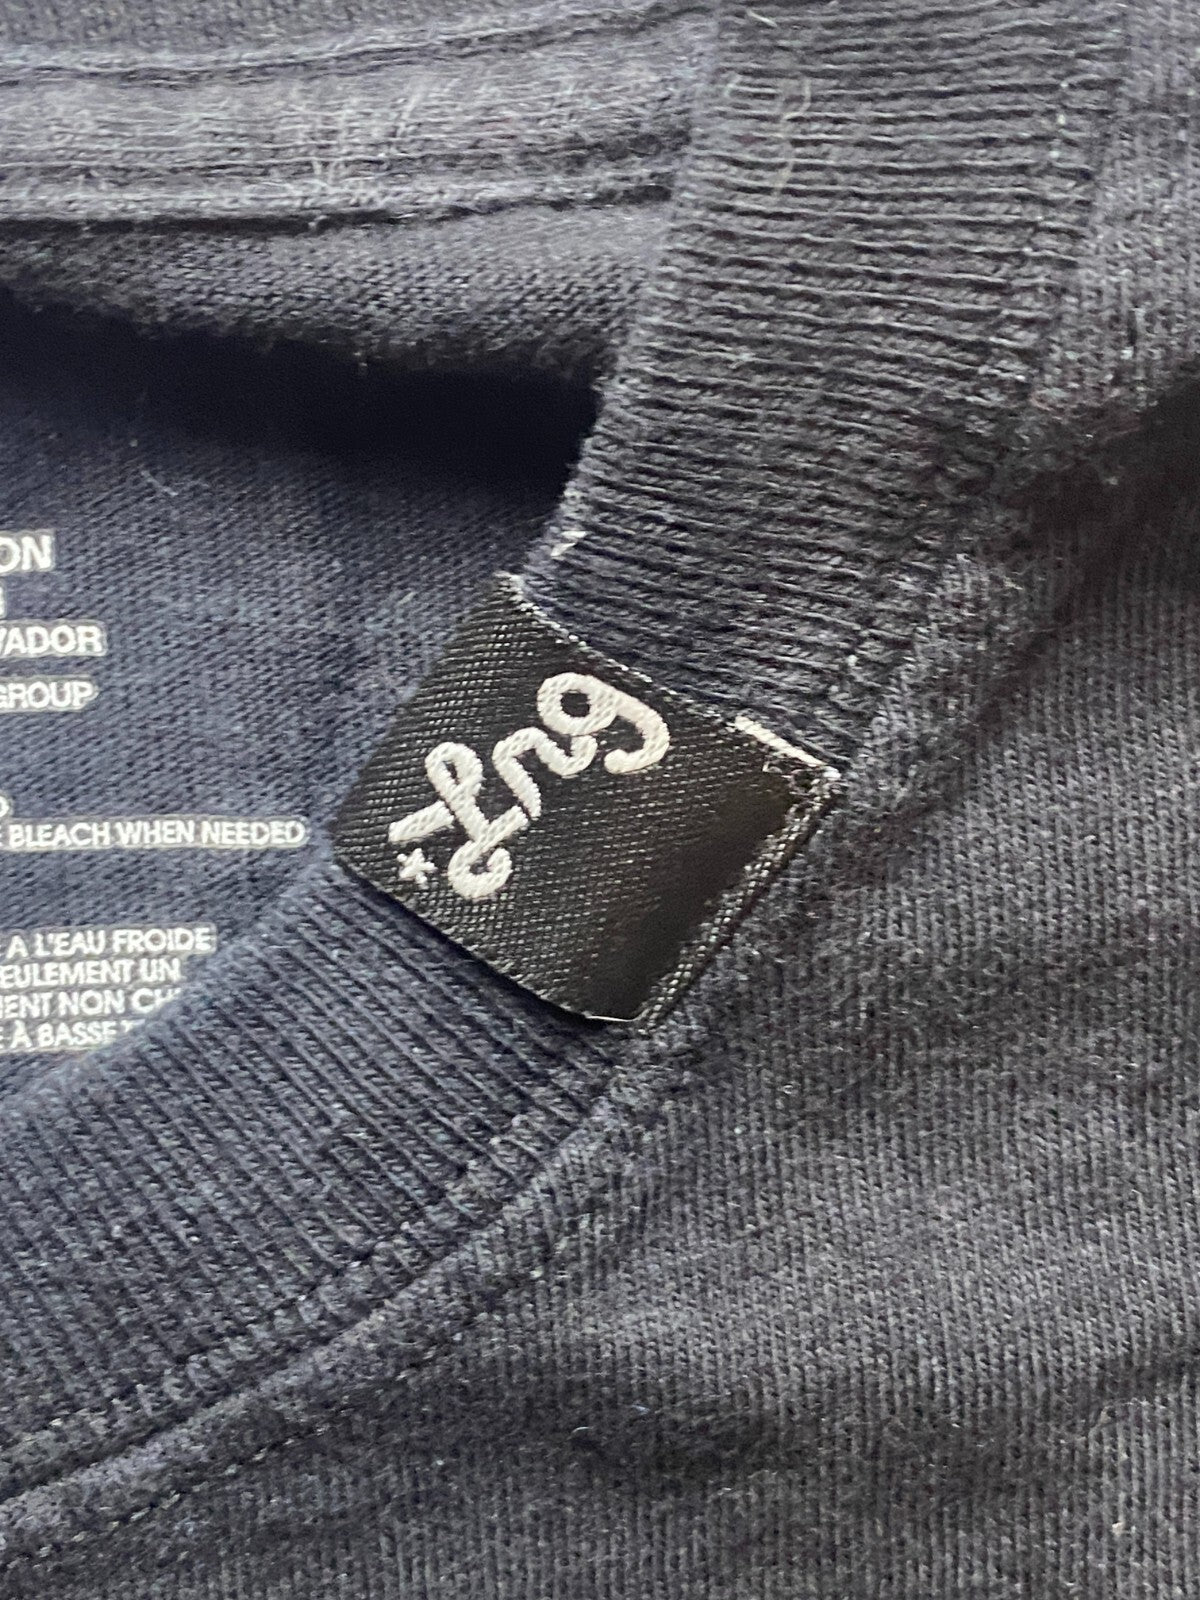 ON
VADOR
GROUP
BLEACH WHEN NEEDED
A L'EAU FROIDE
EULEMENT UN
MENT NON CH
À BASSE
Lrg